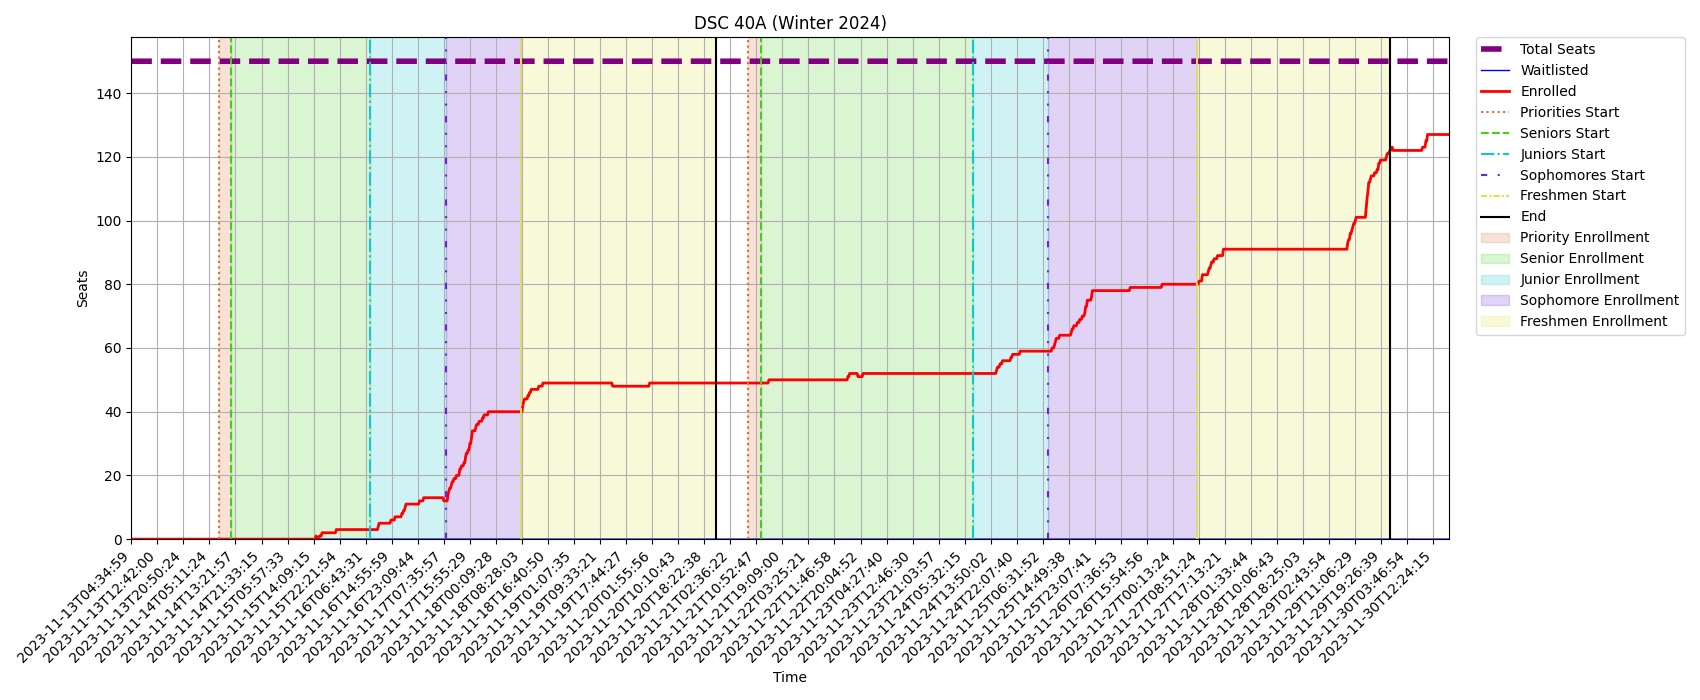 DSC 40A (Winter 2024)
Seats
140
120
100
80
60
40
20
0
2023-11-13T04:34:59
2023-11-13T12:42:00
2023-11-13T20:50:24
2023-11-14T05:11:24
2023-11-14T13:21:57
2023-11-14T21:33:15
2023-11-15T05:57:33
2023-11-15T14:09:15
2023-11-15T22:21:54
2023-11-16T06:43:31
2023-11-16T14:55:59
2023-11-16T23:09:44
2023-11-17T07:35:57
2023-11-17T15:55:29
2023-11-18T00:09:28
2023-11-18T08:28:03
2023-11-18T16:40:50
2023-11-19T01:07:35
2023-11-19T09:33:21
2023-11-19T17:44:27
2023-11-20T01:55:56
2023-11-20T10:10:43
2023-11-20T18:22:38
2023-11-21T02:36:22
2023-11-21T10:52:47
2023-11-21T19:09:00
2023-11-22T03:25:21
2023-11-22T11:46:58
2023-11-22T20:04:52
2023-11-23T04:27:40
2023-11-23T12:46:30
2023-11-23T21:03:57
2023-11-24T05:32:15
2023-11-24T13:50:02
2023-11-24T22:07:40
2023-11-25T06:31:52
2023-11-25T14:49:38
2023-11-25T23:07:41
2023-11-26T07:36:53
2023-11-26T15:54:56
2023-11-27T00:13:24
2023-11-27T08:51:24
2023-11-27T17:13:21
2023-11-28T01:33:44
2023-11-28T10:06:43
2023-11-28T18:25:03
2023-11-29T02:43:54
2023-11-29T11:06:29
2023-11-29T19:26:39
2023-11-30T03:46:54
2023-11-30T12:24:15
Time
Total Seats
Waitlisted
Enrolled
Priorities Start
Seniors Start
Juniors Start
Sophomores Start
Freshmen Start
End
Priority Enrollment
Senior Enrollment
Junior Enrollment
Sophomore Enrollment
Freshmen Enrollment